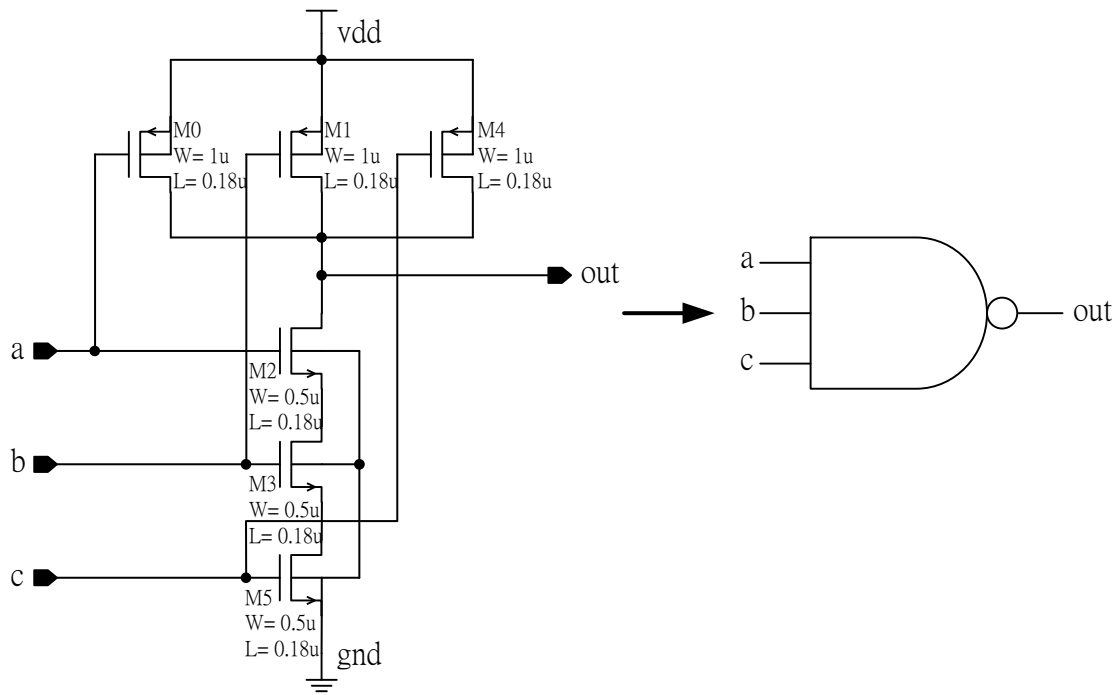 vdd
M0
W= 1u
L= 0.18u
M1
W= 1u
L= 0.18u
M4
W= 1u
L= 0.18u
out
a
M2
W= 0.5u
L= 0.18u
b
M3
W= 0.5u
L= 0.18u
c
M5
W= 0.5u
L= 0.18u
gnd
a
b
c
out